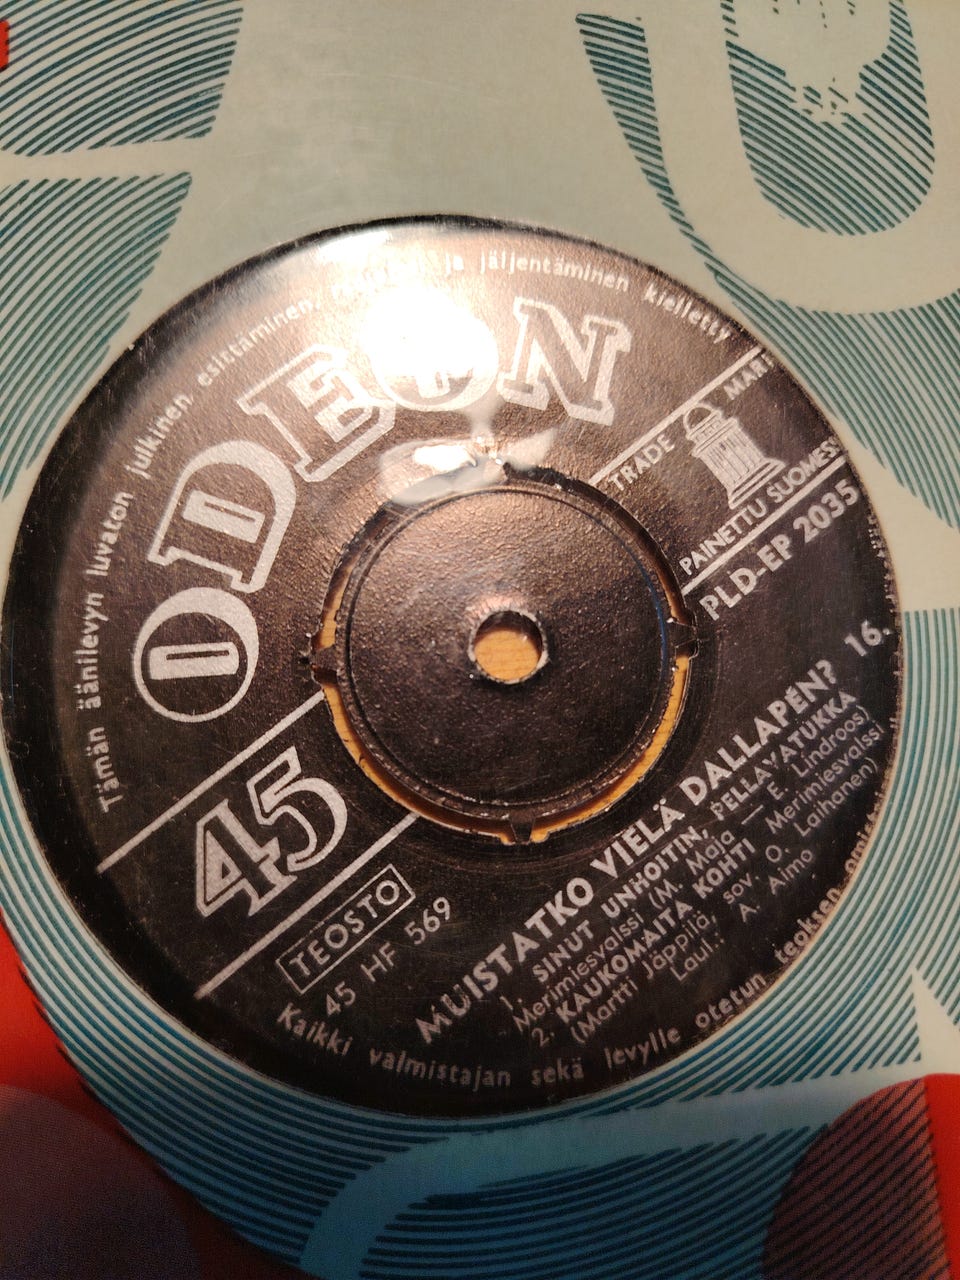 Tämän äänilevyn luvaton julkinen esittäminen, ja jäljentäminen kielletty
ODEON
TRADE MARK
PAINETTU SUOMESSA
PLD-EP 2035
45
TEOSTO
45 HF 569
MUISTATKO VIELÄ DALLAPEN? 16.
1. SINUT UNHOITIN, PELLAVATUKKA
Merimiesvalssi (M. Maja — E. Lindroos)
2. KAUKOMAITA KOHTI Merimiesvalssi
(Martti Jäppilä, sov. O. Laihanen)
Laul.: A. Aimo
Kaikki valmistajan sekä levylle otetun teoksen